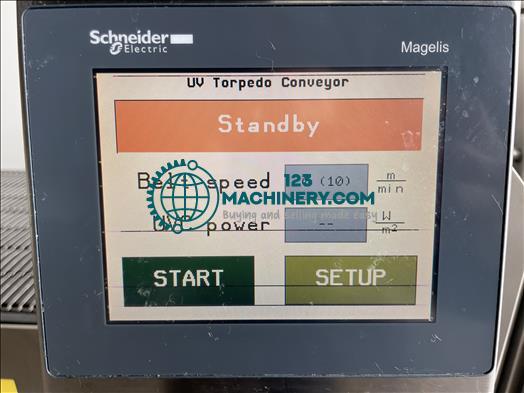 Schneider
Electric
Magelis
UV Torpedo Conveyor
Standby
Belt speed (10) m/min
123
MACHINERY.COM
Buying and Selling made easy
UVC power -- W/m2
START SETUP